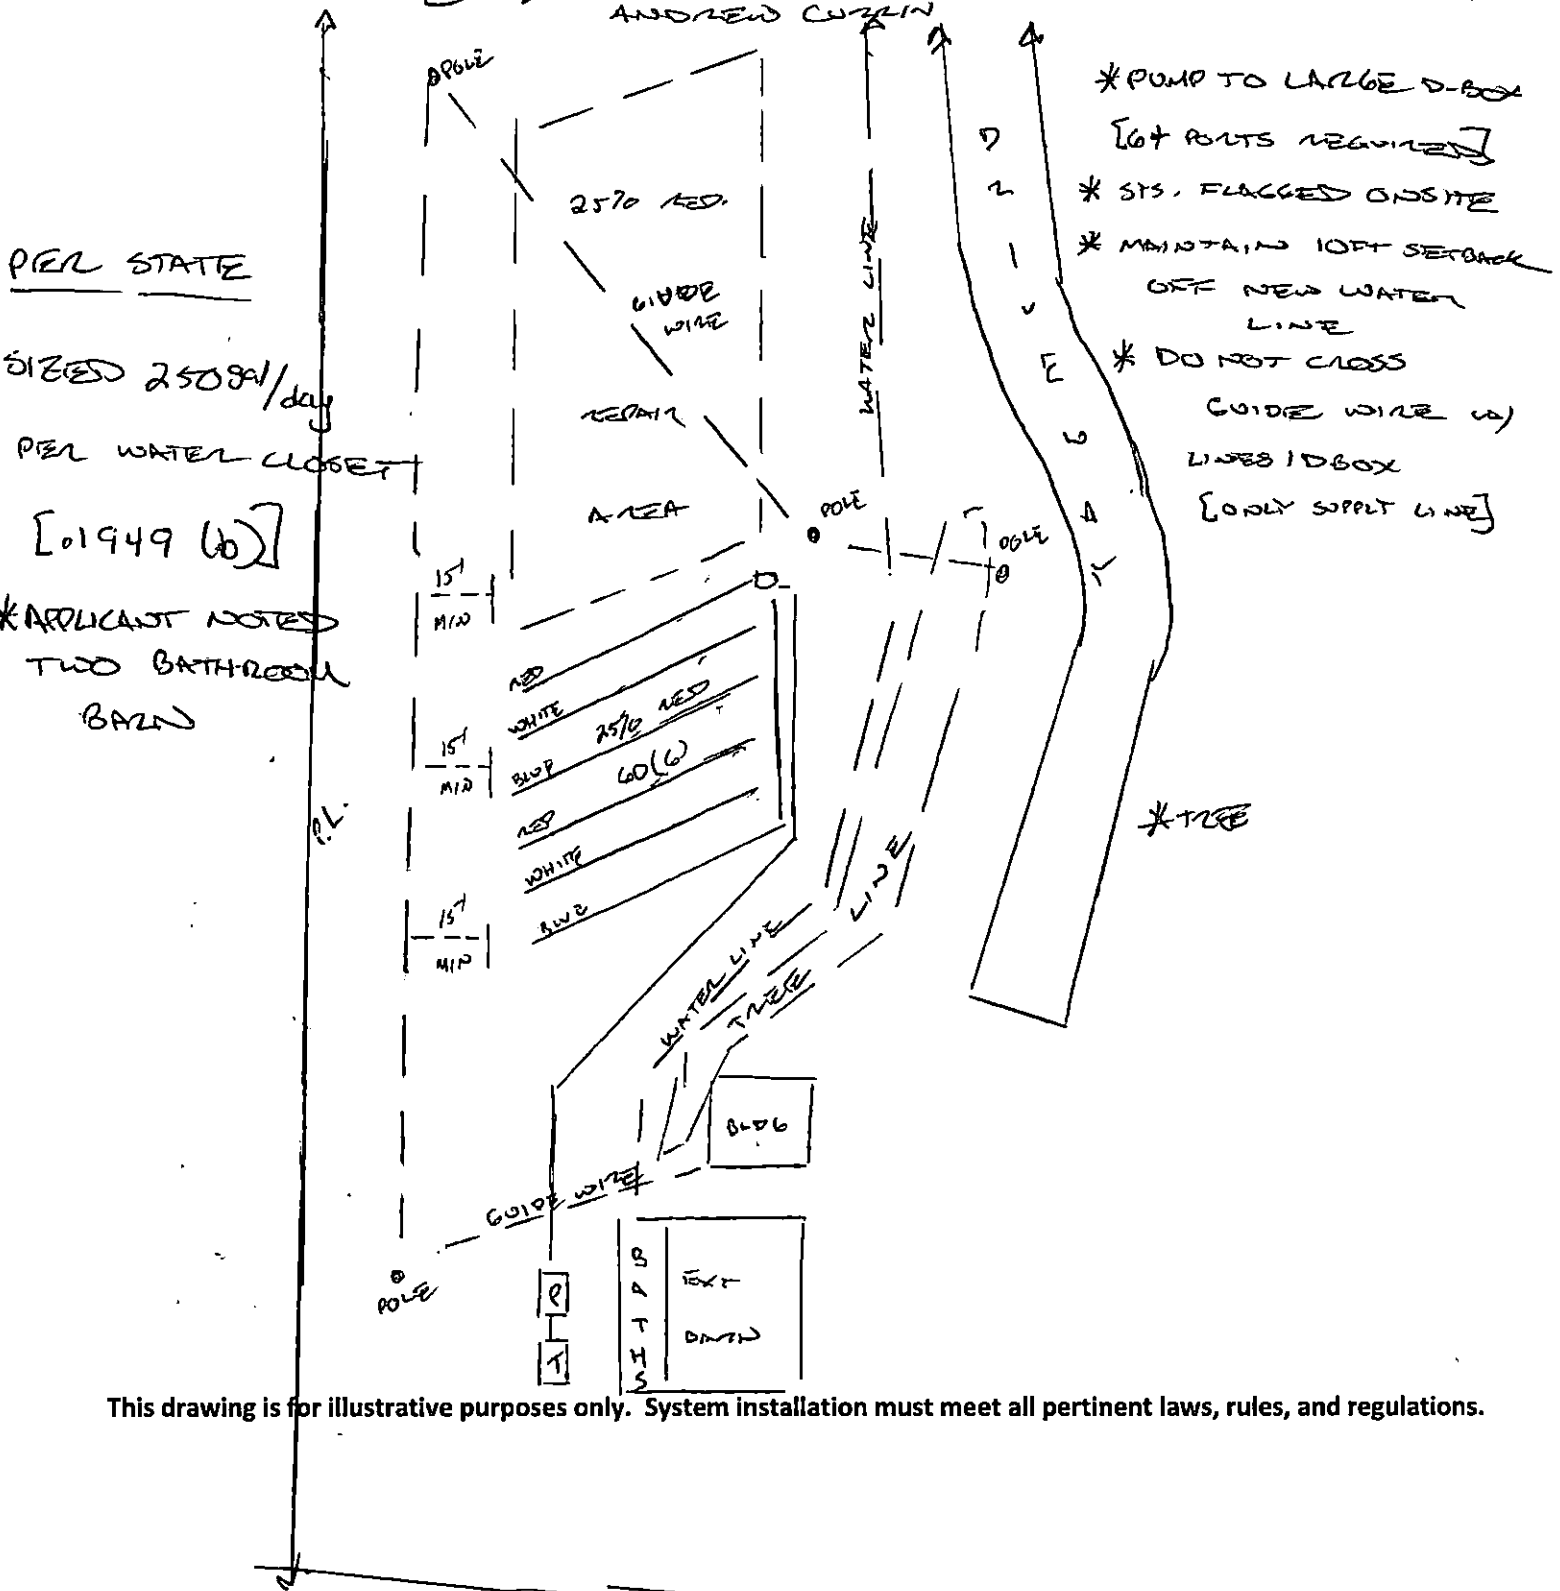 ANDREW CURRIN
POLE
25% RED.
GUIDE
WIRE
REPAIR
AREA
WATER LINE
DRIVEWAY
* PUMP TO LARGE D-BOX
[6+ PORTS REQUIRED]
* SYS. FLAGGED ONSITE
* MAINTAIN 10FT SETBACK
OFF NEW WATER
LINE
* DO NOT CROSS
GUIDE WIRE W/
LINES / DBOX
[ONLY SUPPLY LINE]
PER STATE
SIZED 250gal/day
PER WATER CLOSET
[.1949 (b)]
* APPLICANT NOTED
TWO BATHROOM
BARN
POLE
POLE
15'
MIN
15'
MIN
15'
MIN
D
RED
WHITE
BLUE
RED
WHITE
BLUE
25% RED
60(6)
P.L.
* TREE
WATER LINE
TREE LINE
BLDG
GUIDE WIRE
POLE
P
T
BATHS
EXT
BARN
This drawing is for illustrative purposes only. System installation must meet all pertinent laws, rules, and regulations.